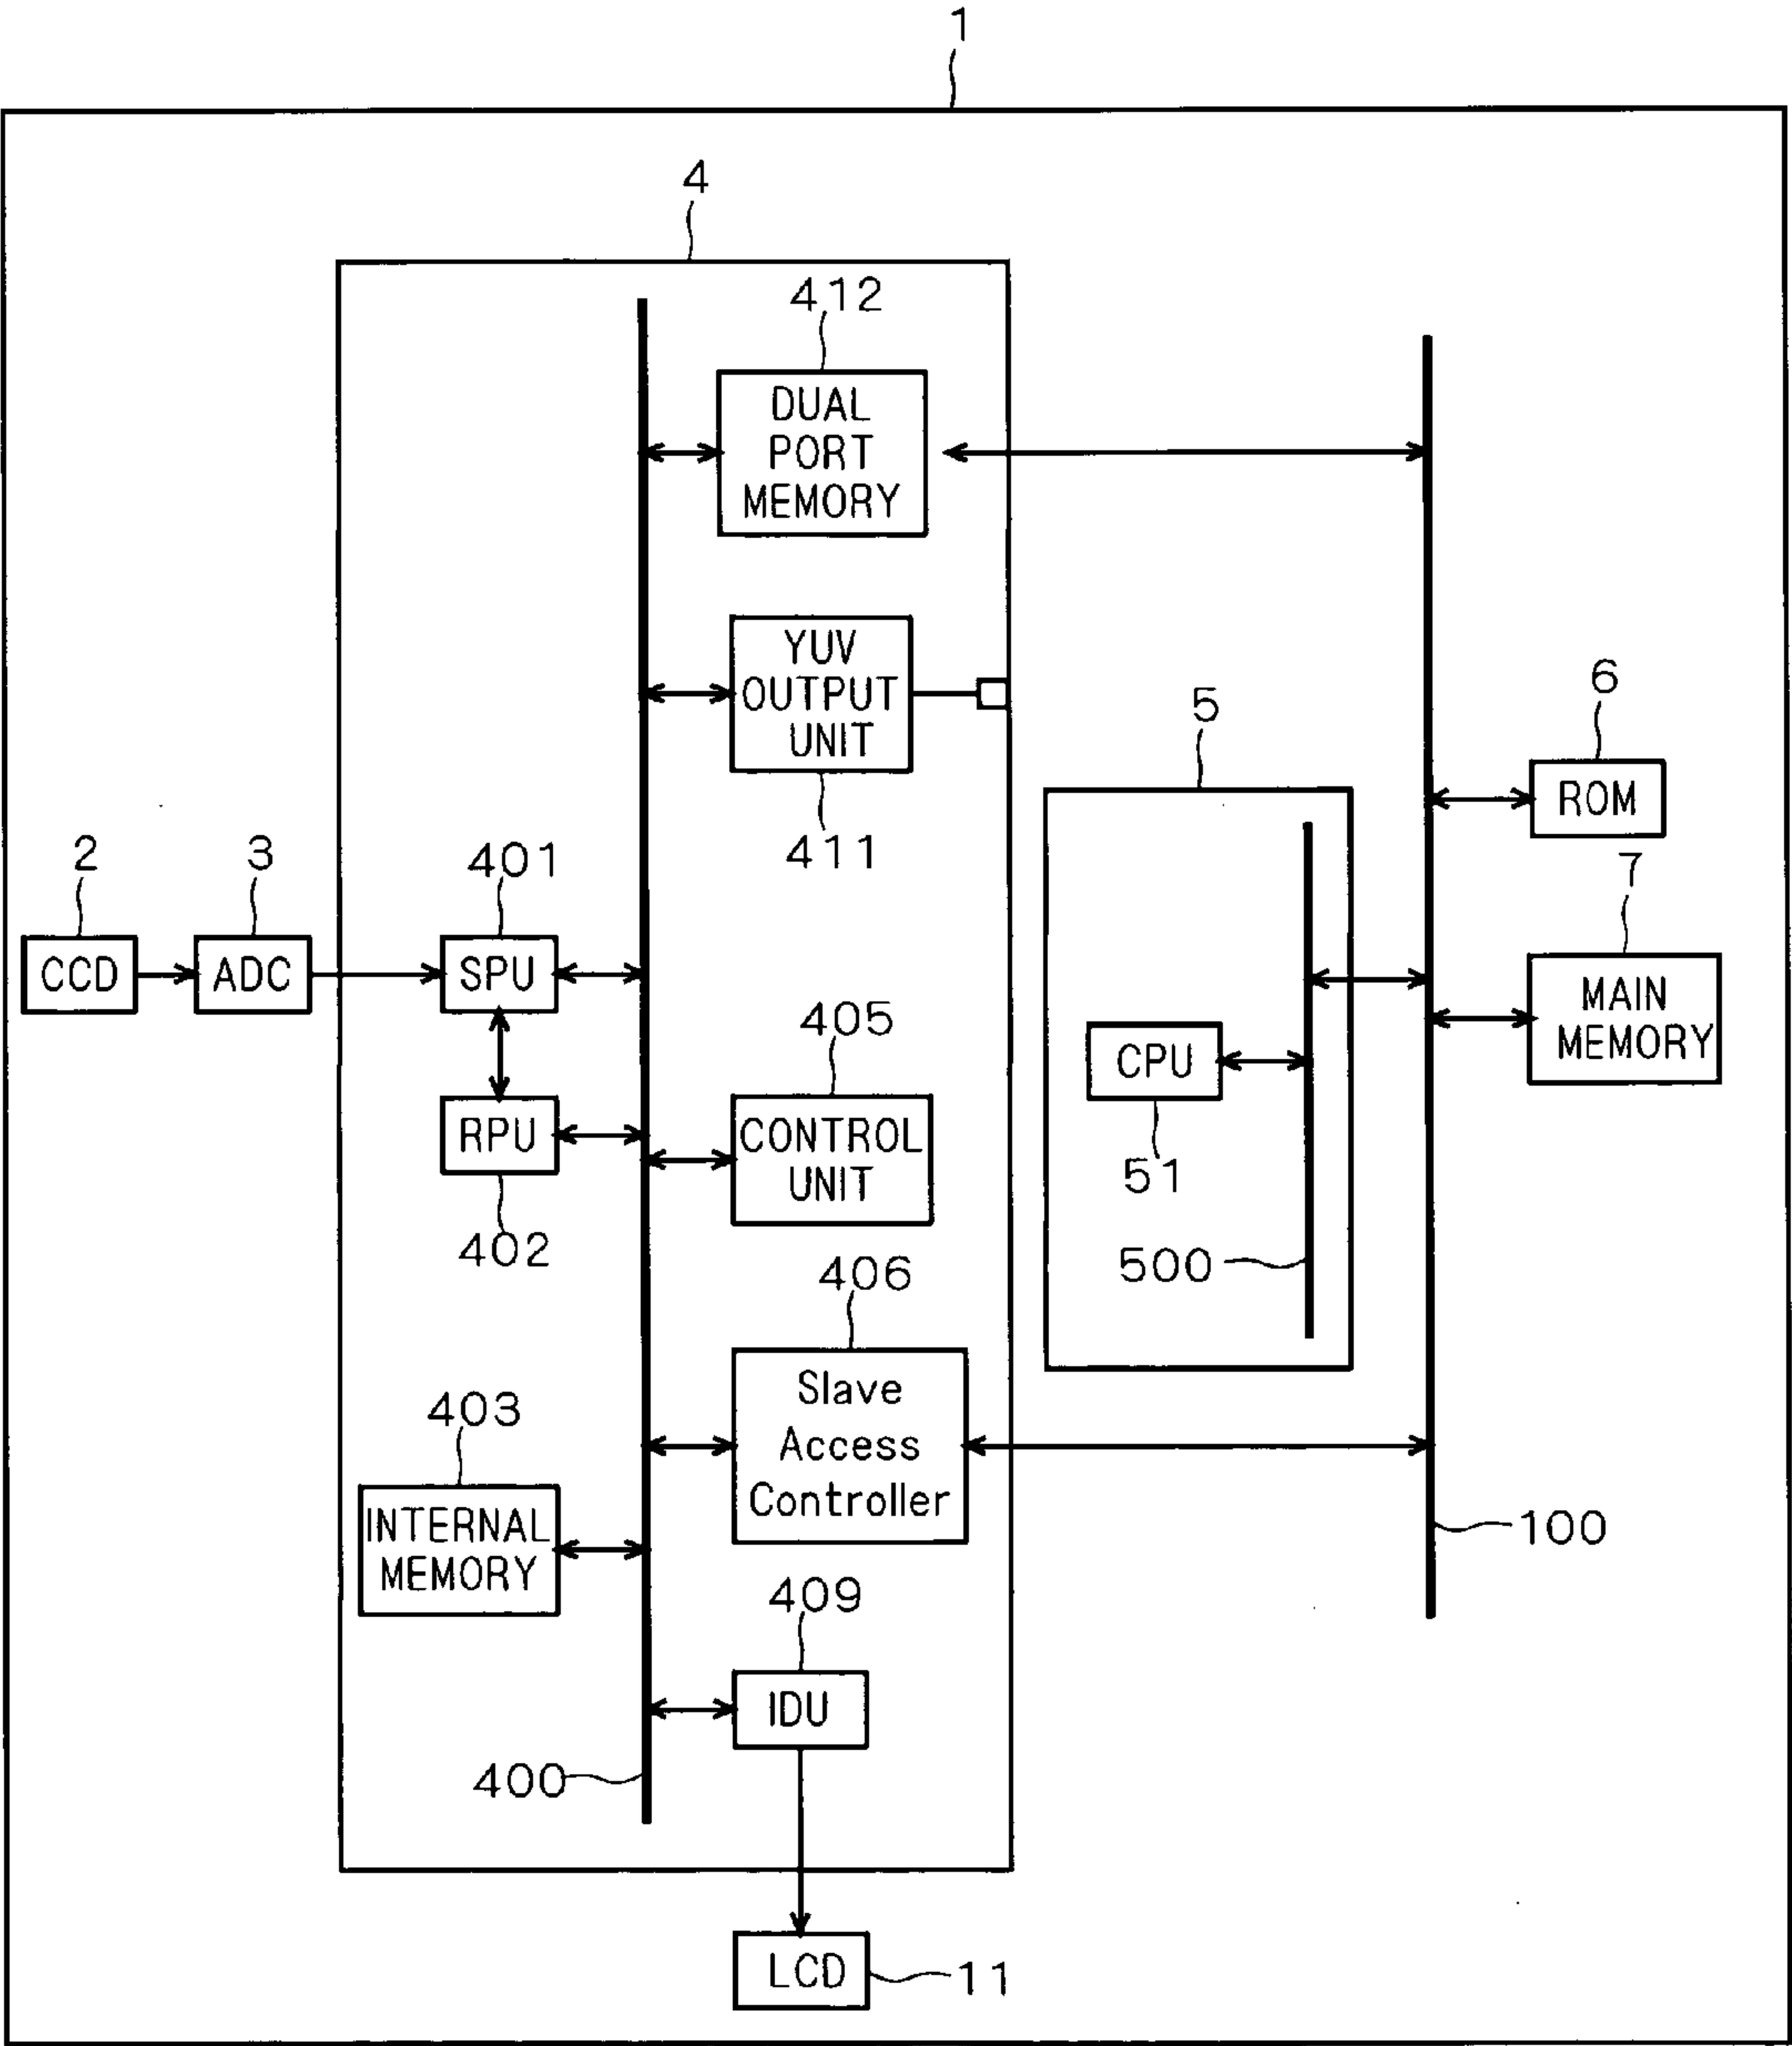 1
4
412
DUAL
PORT
MEMORY
YUV
OUTPUT
UNIT
411
5
6
ROM
7
MAIN
MEMORY
2
CCD
3
ADC
401
SPU
RPU
402
405
CONTROL
UNIT
CPU
51
500
406
Slave
Access
Controller
403
INTERNAL
MEMORY
100
409
IDU
400
LCD
11